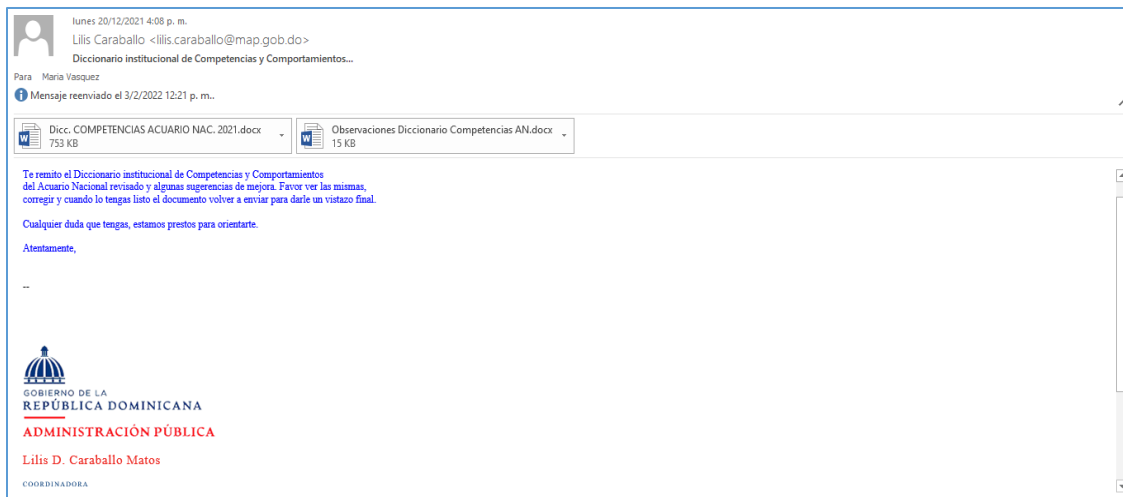 lunes 20/12/2021 4:08 p. m.
Lilis Caraballo <lilis.caraballo@map.gob.do>
Diccionario institucional de Competencias y Comportamientos...
Para Maria Vasquez
Mensaje reenviado el 3/2/2022 12:21 p. m..
Dicc. COMPETENCIAS ACUARIO NAC. 2021.docx
753 KB
Observaciones Diccionario Competencias AN.docx
15 KB
Te remito el Diccionario institucional de Competencias y Comportamientos
del Acuario Nacional revisado y algunas sugerencias de mejora. Favor ver las mismas,
corregir y cuando lo tengas listo el documento volver a enviar para darle un vistazo final.
Cualquier duda que tengas, estamos prestos para orientarte.
Atentamente,
--
GOBIERNO DE LA
REPÚBLICA DOMINICANA
ADMINISTRACIÓN PÚBLICA
Lilis D. Caraballo Matos
COORDINADORA